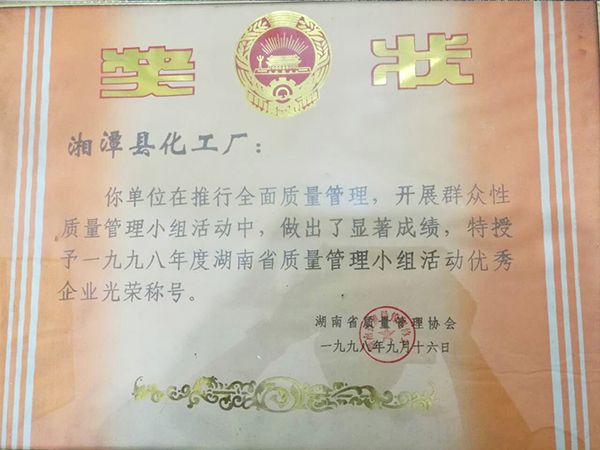 奖状
湘潭县化工厂：
你单位在推行全面质量管理，开展群众性
质量管理小组活动中，做出了显著成绩，特授
予一九九八年度湖南省质量管理小组活动优秀
企业光荣称号。
湖南省质量管理协会
一九九八年九月十六日